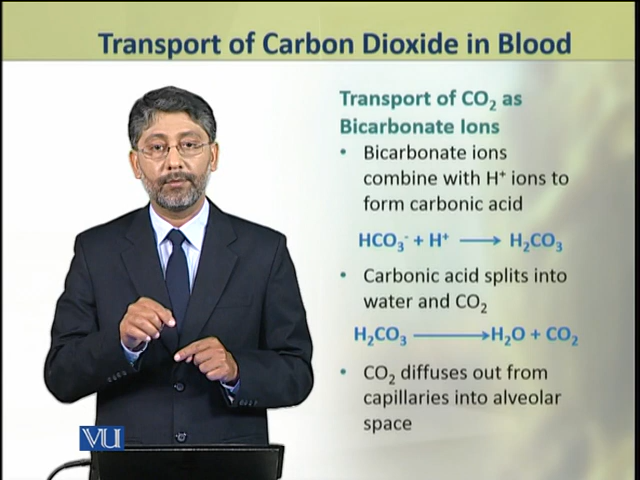 Transport of Carbon Dioxide in Blood
Transport of CO₂ as
Bicarbonate Ions
• Bicarbonate ions
combine with H⁺ ions to
form carbonic acid
HCO₃⁻ + H⁺ ⟶ H₂CO₃
• Carbonic acid splits into
water and CO₂
H₂CO₃ ⟶ H₂O + CO₂
• CO₂ diffuses out from
capillaries into alveolar
space
VU